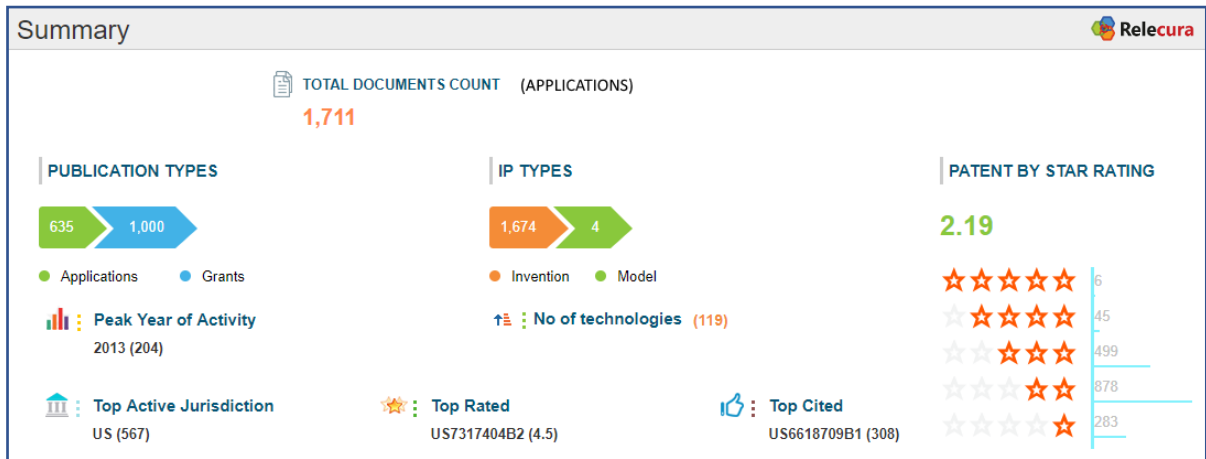 Summary
Relecura
TOTAL DOCUMENTS COUNT (APPLICATIONS)
1,711
PUBLICATION TYPES
635 1,000
Applications Grants
Peak Year of Activity
2013 (204)
IP TYPES
1,674 4
Invention Model
No of technologies (119)
PATENT BY STAR RATING
2.19
6
45
499
878
283
Top Active Jurisdiction
US (567)
Top Rated
US7317404B2 (4.5)
Top Cited
US6618709B1 (308)